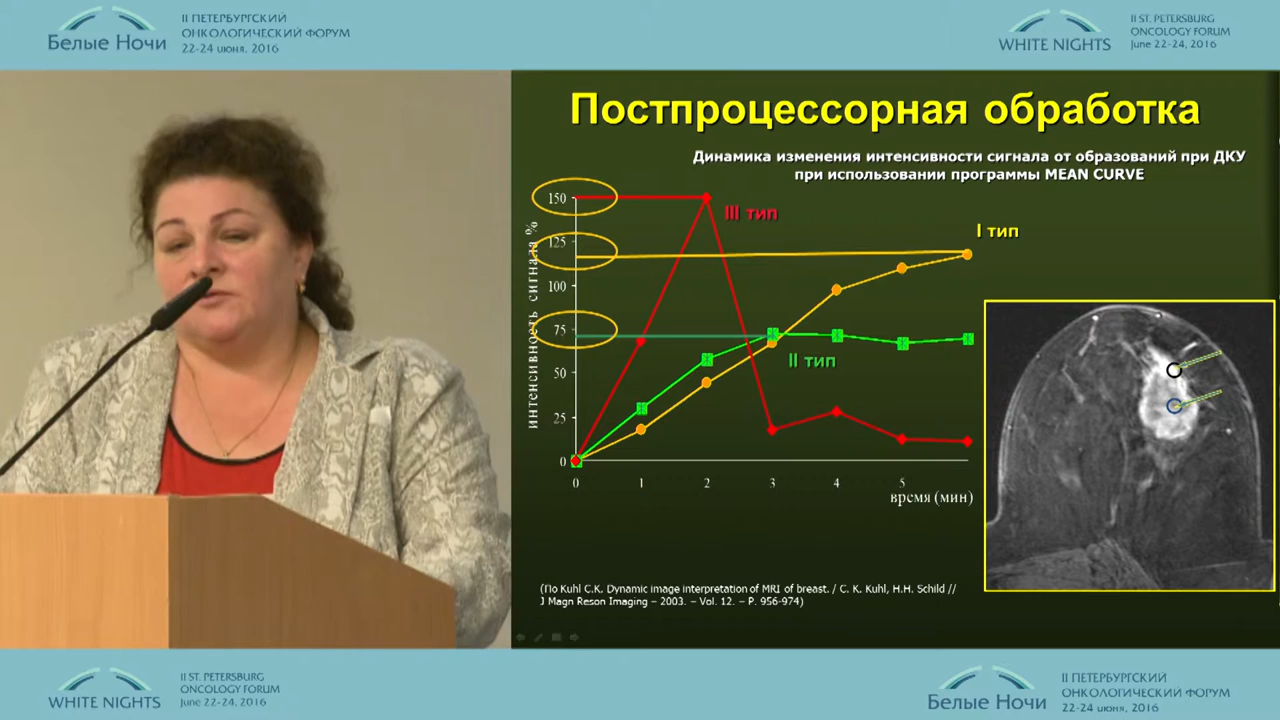 Белые Ночи
II ПЕТЕРБУРГСКИЙ
ОНКОЛОГИЧЕСКИЙ ФОРУМ
22-24 июня, 2016
WHITE NIGHTS
II ST. PETERSBURG
ONCOLOGY FORUM
June 22-24, 2016
Постпроцессорная обработка
Динамика изменения интенсивности сигнала от образований при ДКУ
при использовании программы MEAN CURVE
интенсивность сигнала %
150
125
100
75
50
25
0
III тип
I тип
II тип
0 1 2 3 4 5
время (мин)
(По Kuhl C.K. Dynamic image interpretation of MRI of breast. / C. K. Kuhl, H.H. Schild //
J Magn Reson Imaging – 2003. – Vol. 12. – P. 956-974)
WHITE NIGHTS
II ST. PETERSBURG
ONCOLOGY FORUM
June 22-24, 2016
Белые Ночи
II ПЕТЕРБУРГСКИЙ
ОНКОЛОГИЧЕСКИЙ ФОРУМ
22-24 июня, 2016